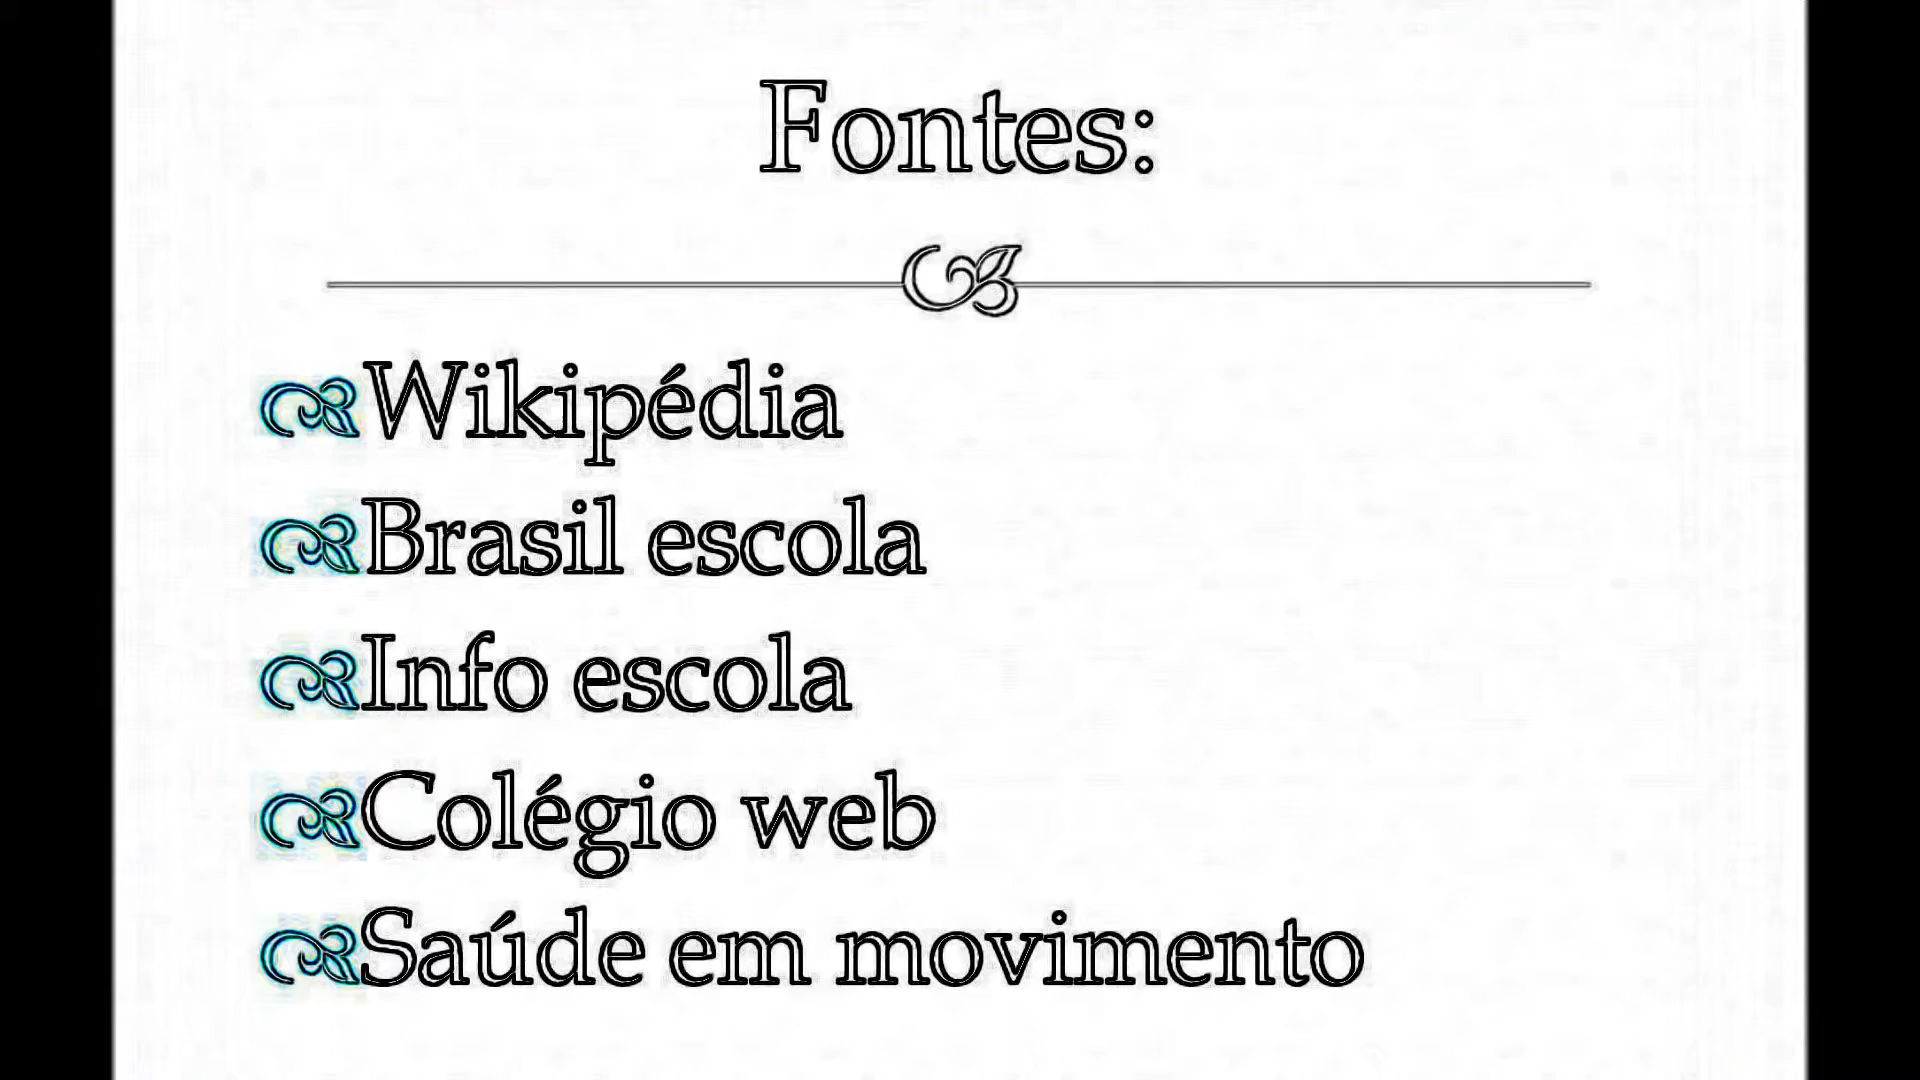 Fontes:
Wikipédia
Brasil escola
Info escola
Colégio web
Saúde em movimento